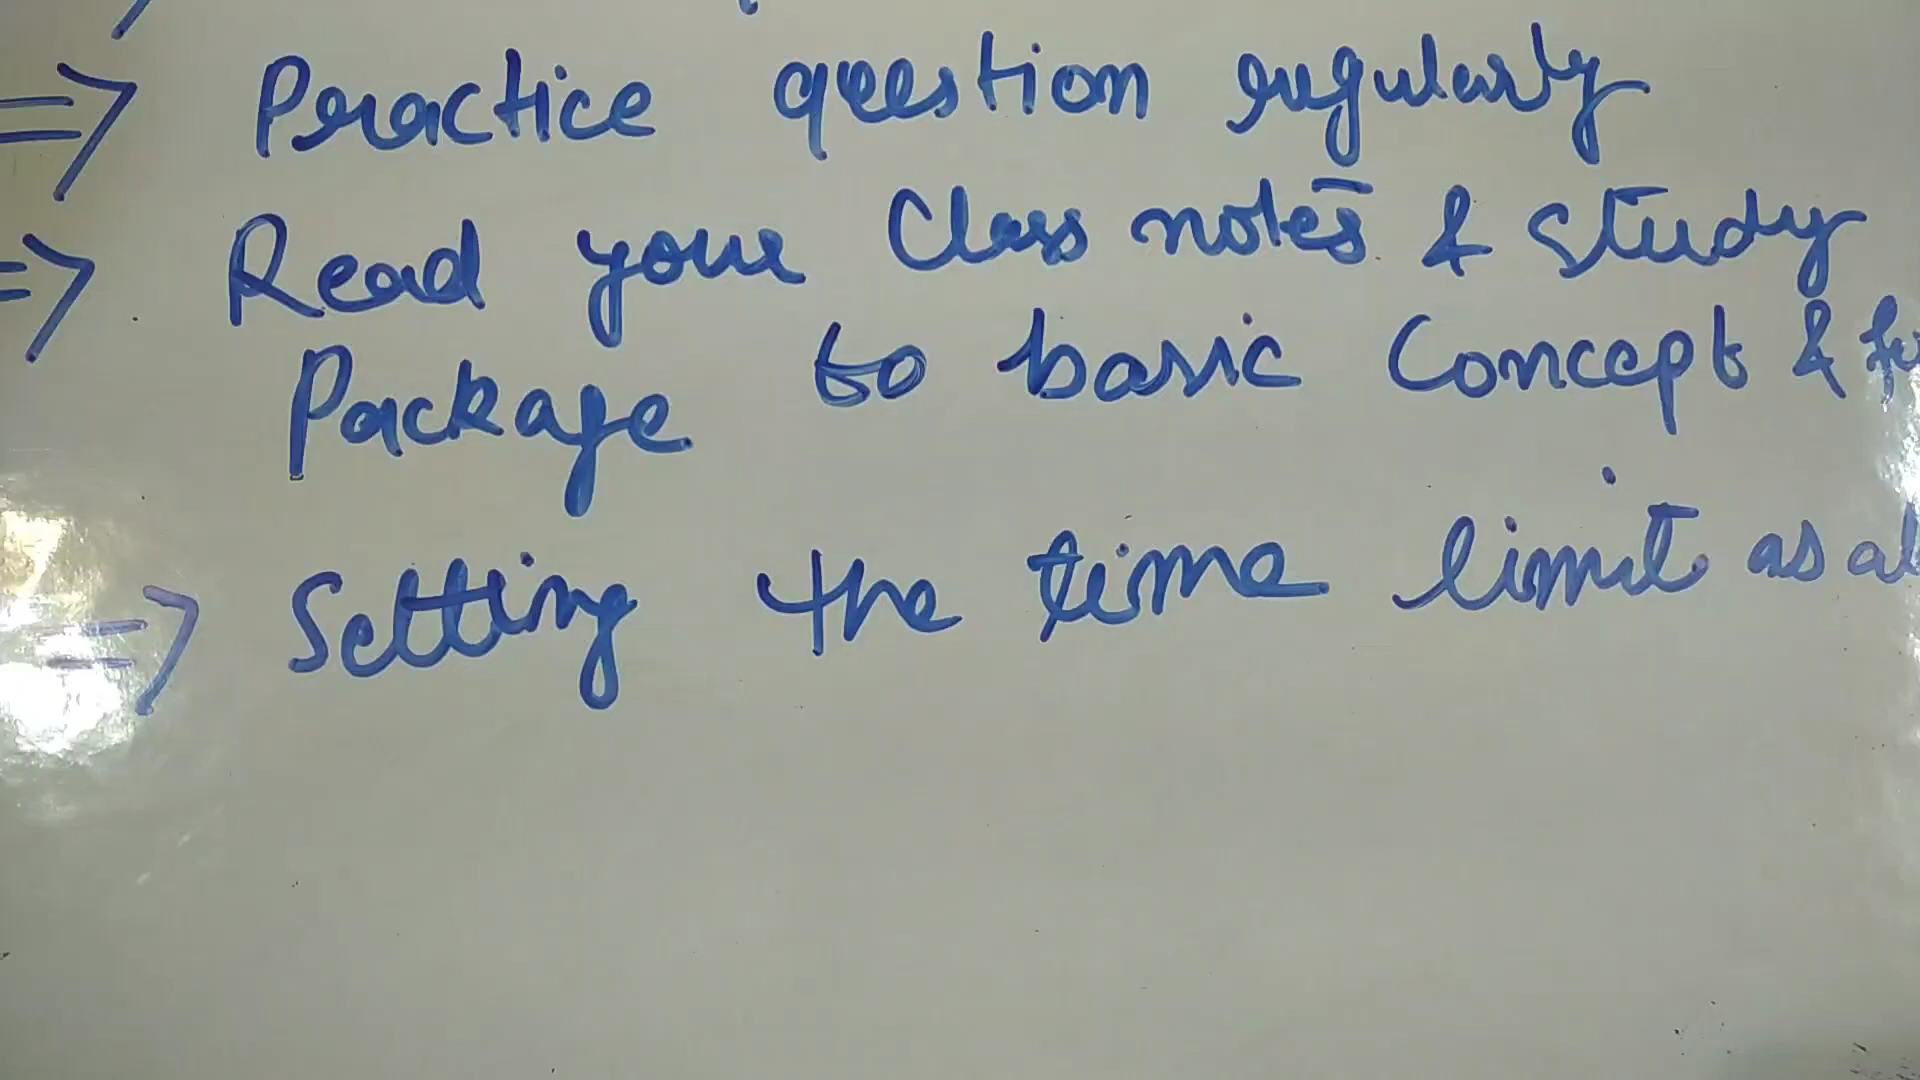 => Practice question regularly
=> Read your Class notes & study
Package to basic Concept &
=> Setting the time limit as